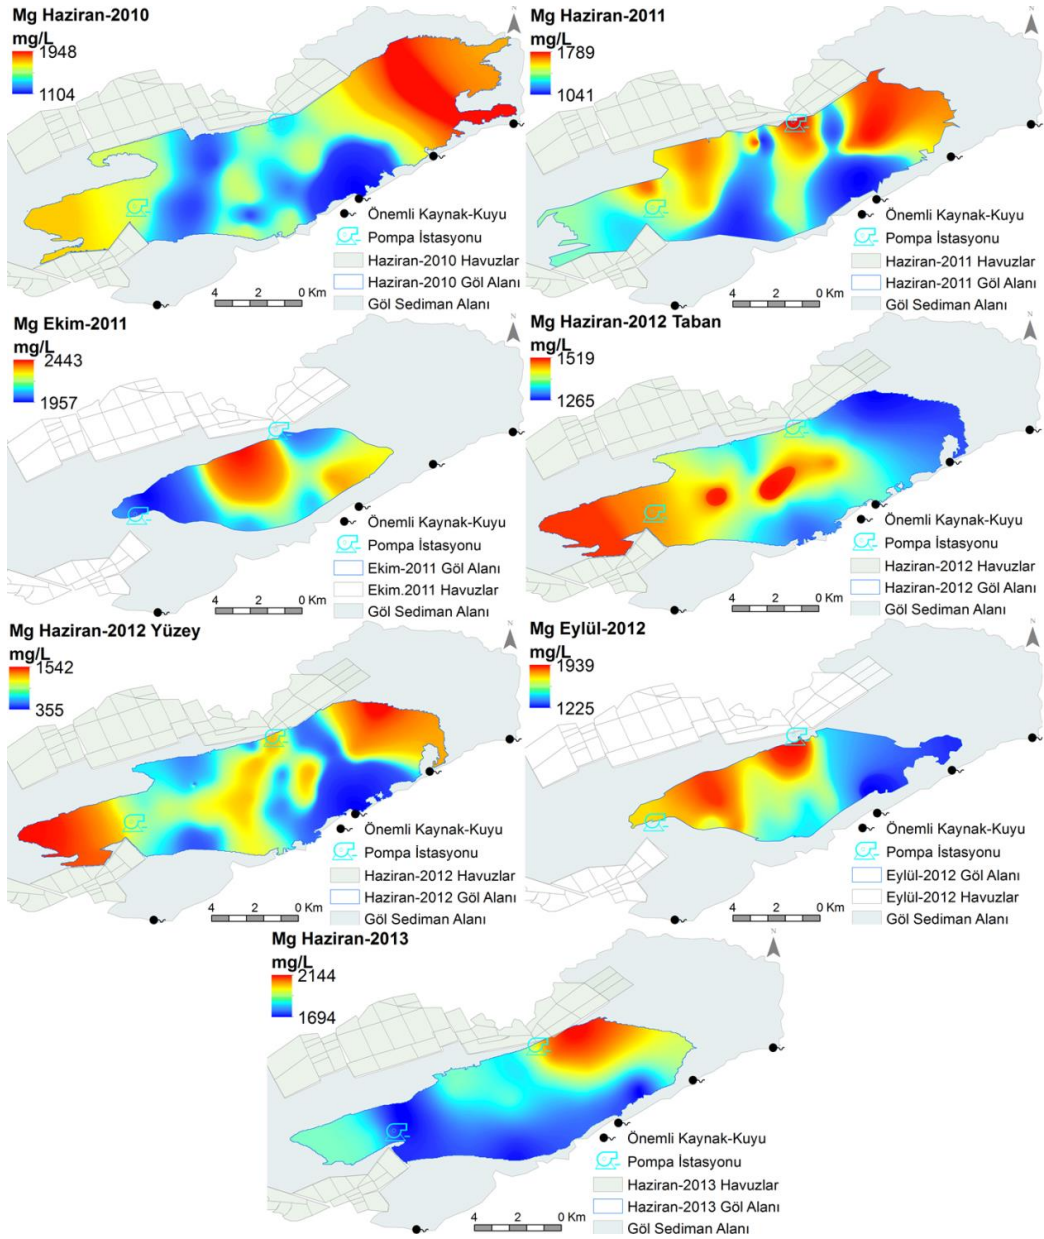 Mg Haziran-2010
mg/L
1948
1104
N
Önemli Kaynak-Kuyu
Pompa İstasyonu
Haziran-2010 Havuzlar
Haziran-2010 Göl Alanı
Göl Sediman Alanı
4 2 0 Km
Mg Haziran-2011
mg/L
1789
1041
N
Önemli Kaynak-Kuyu
Pompa İstasyonu
Haziran-2011 Havuzlar
Haziran-2011 Göl Alanı
Göl Sediman Alanı
4 2 0 Km
Mg Ekim-2011
mg/L
2443
1957
N
Önemli Kaynak-Kuyu
Pompa İstasyonu
Ekim-2011 Göl Alanı
Ekim.2011 Havuzlar
Göl Sediman Alanı
4 2 0 Km
Mg Haziran-2012 Taban
mg/L
1519
1265
N
Önemli Kaynak-Kuyu
Pompa İstasyonu
Haziran-2012 Havuzlar
Haziran-2012 Göl Alanı
Göl Sediman Alanı
4 2 0 Km
Mg Haziran-2012 Yüzey
mg/L
1542
355
N
Önemli Kaynak-Kuyu
Pompa İstasyonu
Haziran-2012 Havuzlar
Haziran-2012 Göl Alanı
Göl Sediman Alanı
4 2 0 Km
Mg Eylül-2012
mg/L
1939
1225
N
Önemli Kaynak-Kuyu
Pompa İstasyonu
Eylül-2012 Göl Alanı
Eylül-2012 Havuzlar
Göl Sediman Alanı
4 2 0 Km
Mg Haziran-2013
mg/L
2144
1694
N
Önemli Kaynak-Kuyu
Pompa İstasyonu
Haziran-2013 Havuzlar
Haziran-2013 Göl Alanı
Göl Sediman Alanı
4 2 0 Km